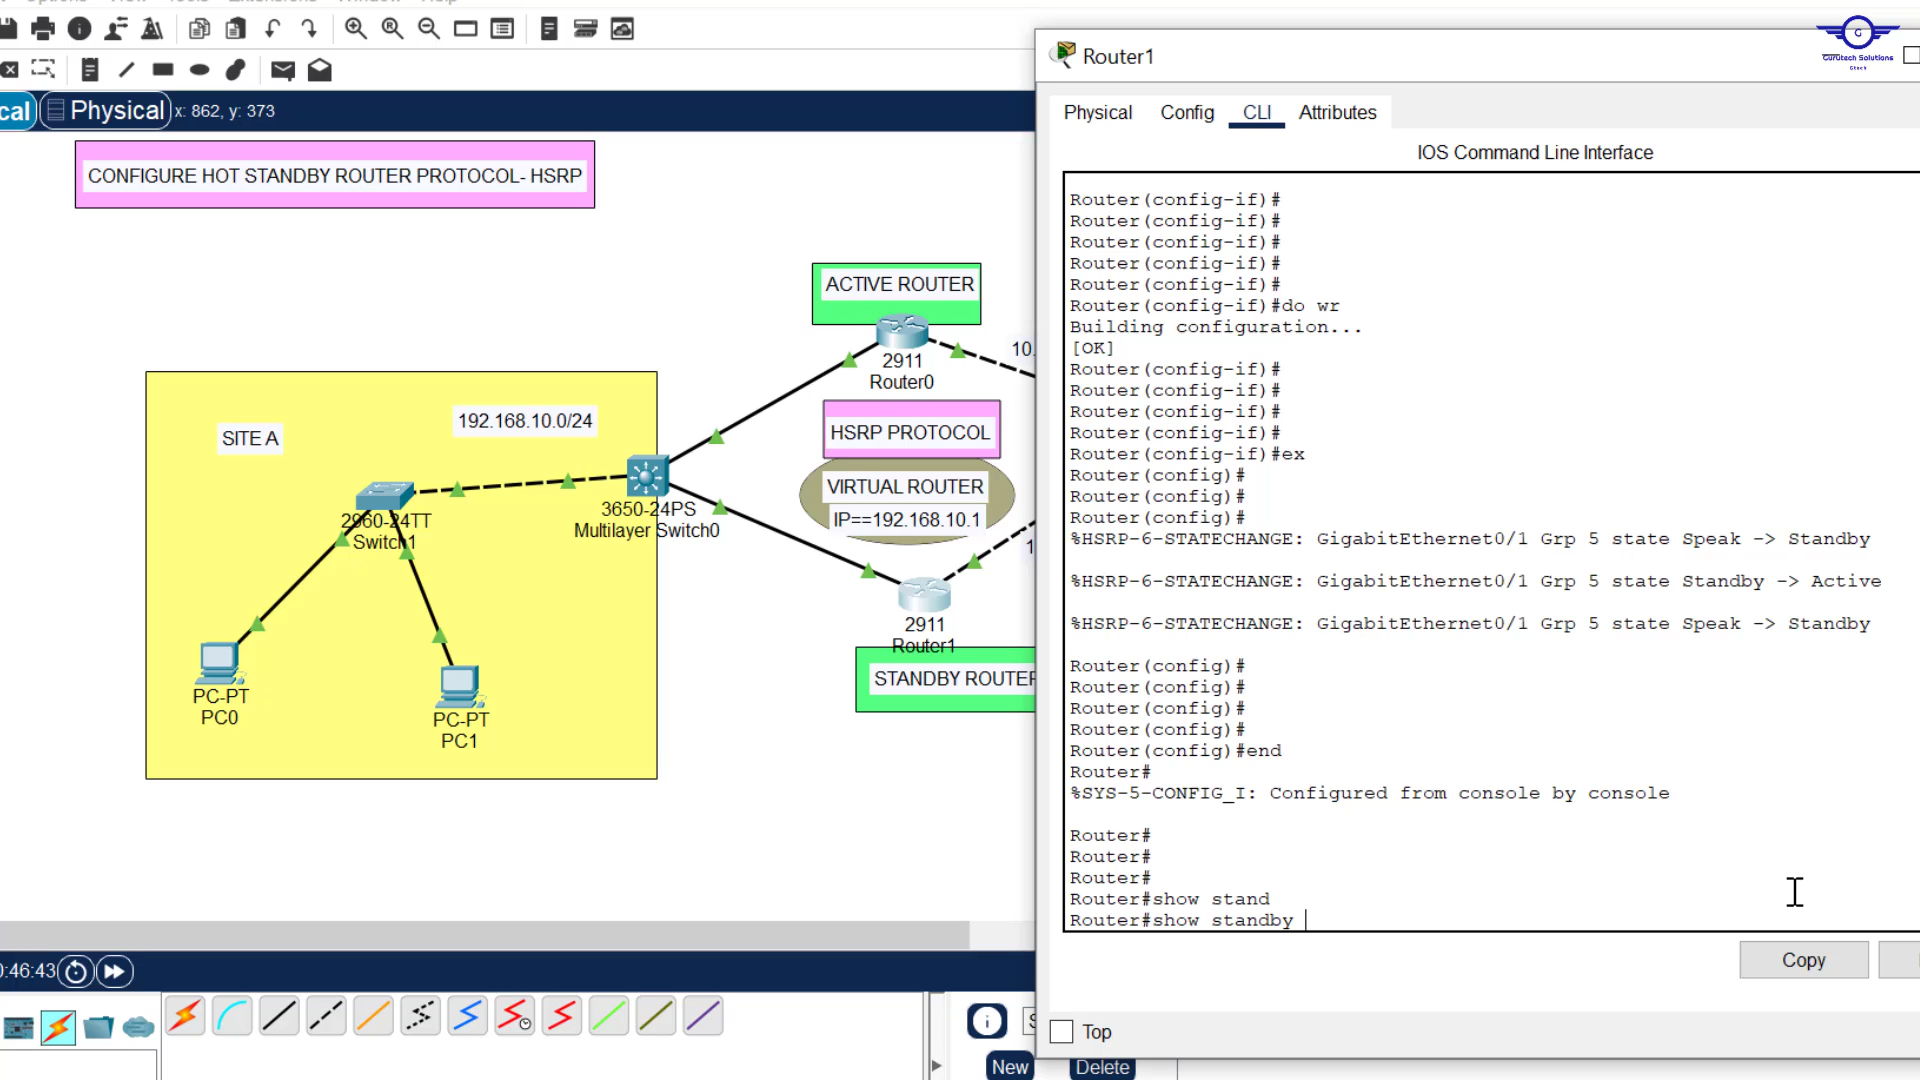 Physical x: 862, y: 373
CONFIGURE HOT STANDBY ROUTER PROTOCOL- HSRP
ACTIVE ROUTER
10.
2911
Router0
HSRP PROTOCOL
VIRTUAL ROUTER
IP==192.168.10.1
SITE A
192.168.10.0/24
2960-24TT
Switch1
3650-24PS
Multilayer Switch0
2911
Router1
STANDBY ROUTER
PC-PT
PC0
PC-PT
PC1
0:46:43
New
Delete
Router1
G
Gurutech Solutions
Gtech
Physical Config CLI Attributes
IOS Command Line Interface
Router(config-if)#
Router(config-if)#
Router(config-if)#
Router(config-if)#
Router(config-if)#
Router(config-if)#do wr
Building configuration...
[OK]
Router(config-if)#
Router(config-if)#
Router(config-if)#
Router(config-if)#
Router(config-if)#ex
Router(config)#
Router(config)#
Router(config)#
%HSRP-6-STATECHANGE: GigabitEthernet0/1 Grp 5 state Speak -> Standby
%HSRP-6-STATECHANGE: GigabitEthernet0/1 Grp 5 state Standby -> Active
%HSRP-6-STATECHANGE: GigabitEthernet0/1 Grp 5 state Speak -> Standby
Router(config)#
Router(config)#
Router(config)#
Router(config)#
Router(config)#end
Router#
%SYS-5-CONFIG_I: Configured from console by console
Router#
Router#
Router#
Router#show stand
Router#show standby
Copy
Top